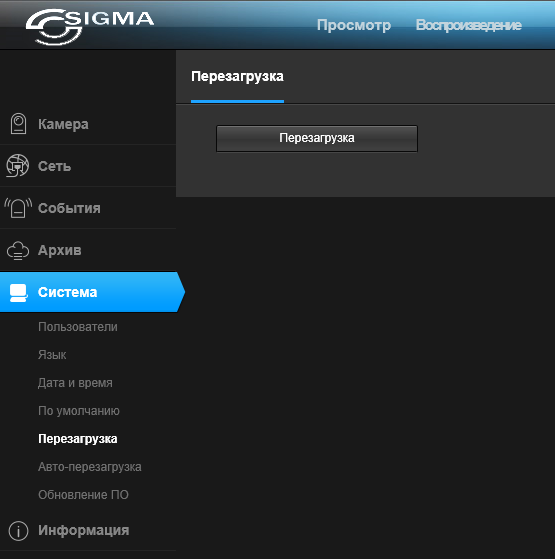 SIGMA
Просмотр Воспроизведение
Перезагрузка
Перезагрузка
Камера
Сеть
События
Архив
Система
Пользователи
Язык
Дата и время
По умолчанию
Перезагрузка
Авто-перезагрузка
Обновление ПО
Информация